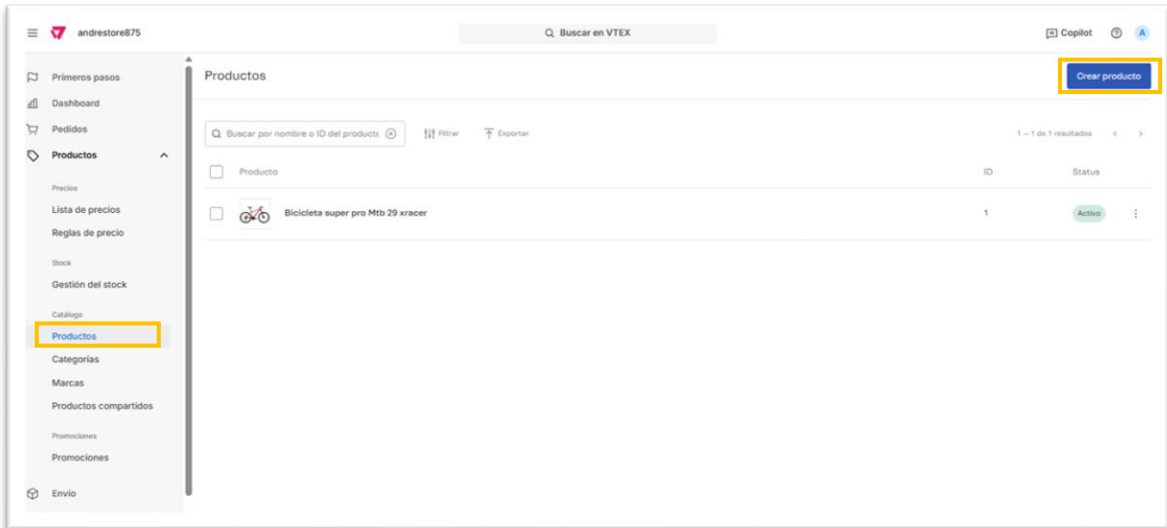 andrestore875
Buscar en VTEX
Copilot
A
Primeros pasos
Dashboard
Pedidos
Productos
Precios
Lista de precios
Reglas de precio
Stock
Gestión del stock
Catálogo
Productos
Categorías
Marcas
Productos compartidos
Promociones
Promociones
Envío
Productos
Crear producto
Buscar por nombre o ID del producto
Filtrar
Exportar
1 – 1 de 1 resultados
Producto
ID
Status
Bicicleta super pro Mtb 29 xracer
1
Activo